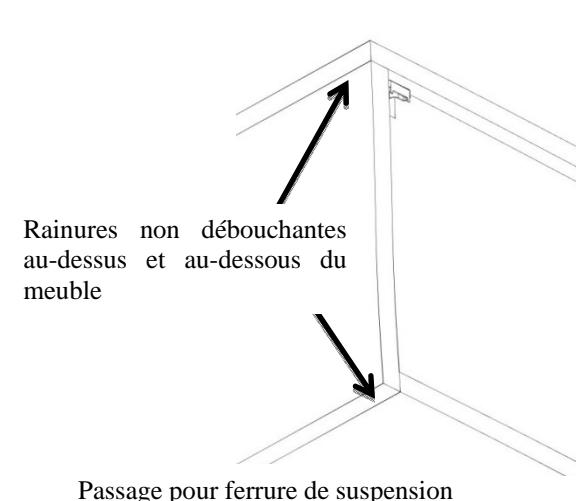 Rainures non débouchantes
au-dessus et au-dessous du
meuble
Passage pour ferrure de suspension